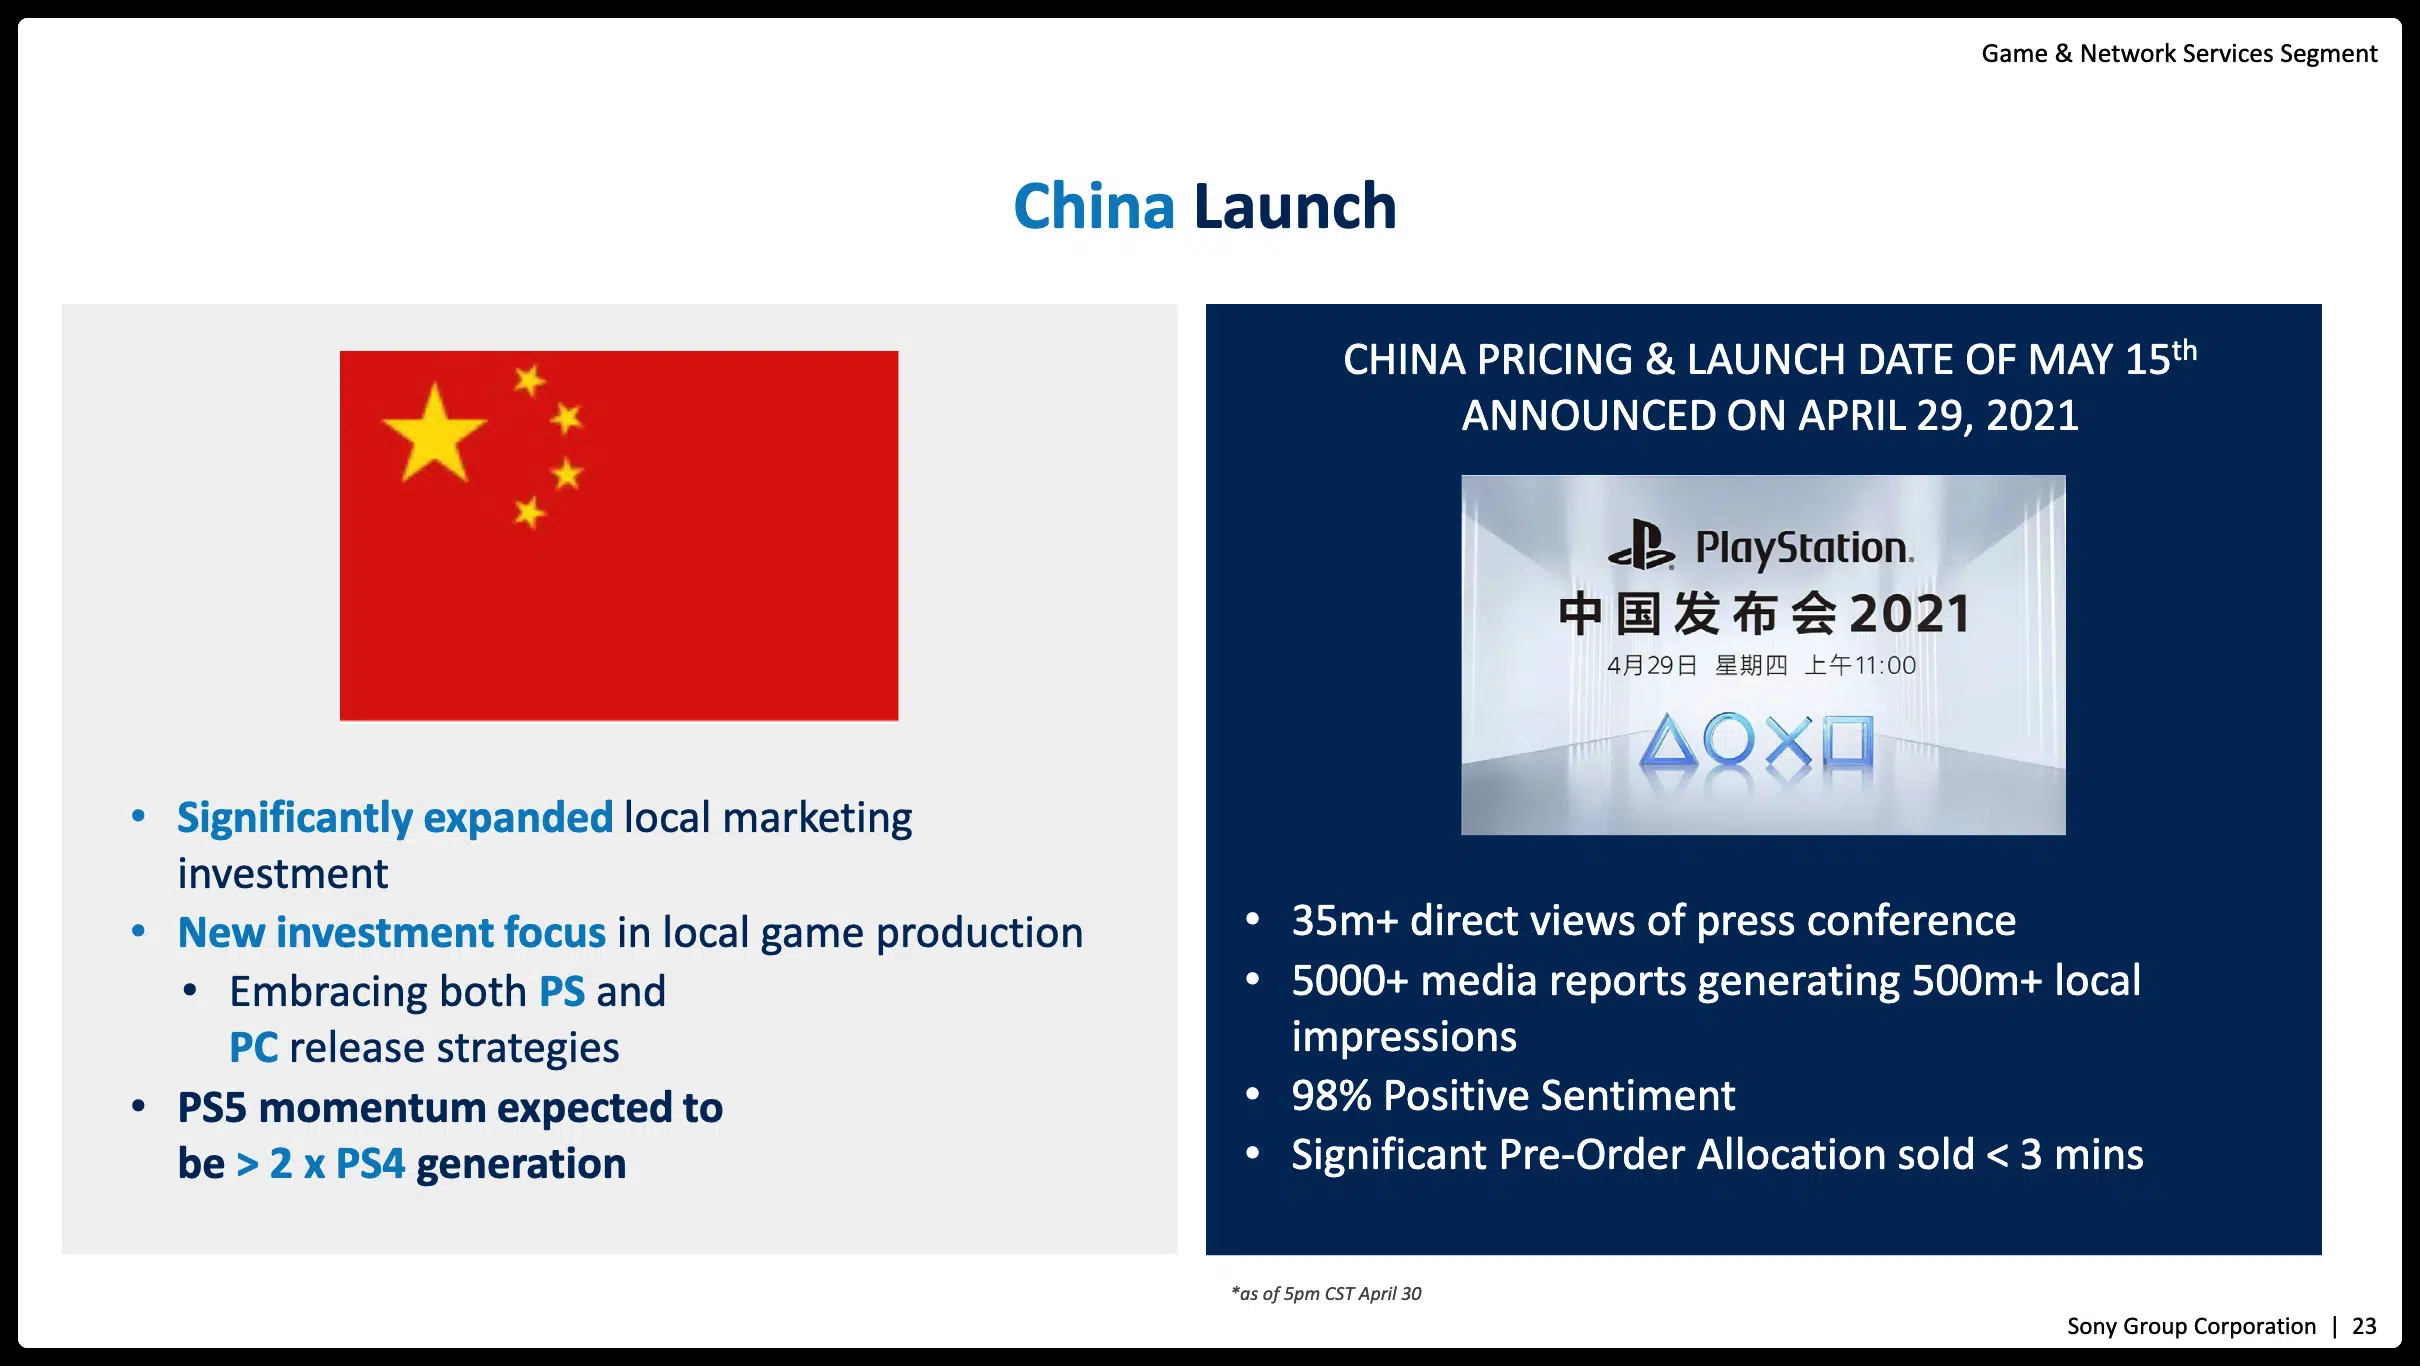 Game & Network Services Segment
China Launch
• Significantly expanded local marketing
investment
• New investment focus in local game production
• Embracing both PS and
PC release strategies
• PS5 momentum expected to
be > 2 x PS4 generation
CHINA PRICING & LAUNCH DATE OF MAY 15th
ANNOUNCED ON APRIL 29, 2021
PlayStation®
中国发布会2021
4月29日 星期四 上午11:00
• 35m+ direct views of press conference
• 5000+ media reports generating 500m+ local
impressions
• 98% Positive Sentiment
• Significant Pre-Order Allocation sold < 3 mins
*as of 5pm CST April 30
Sony Group Corporation | 23